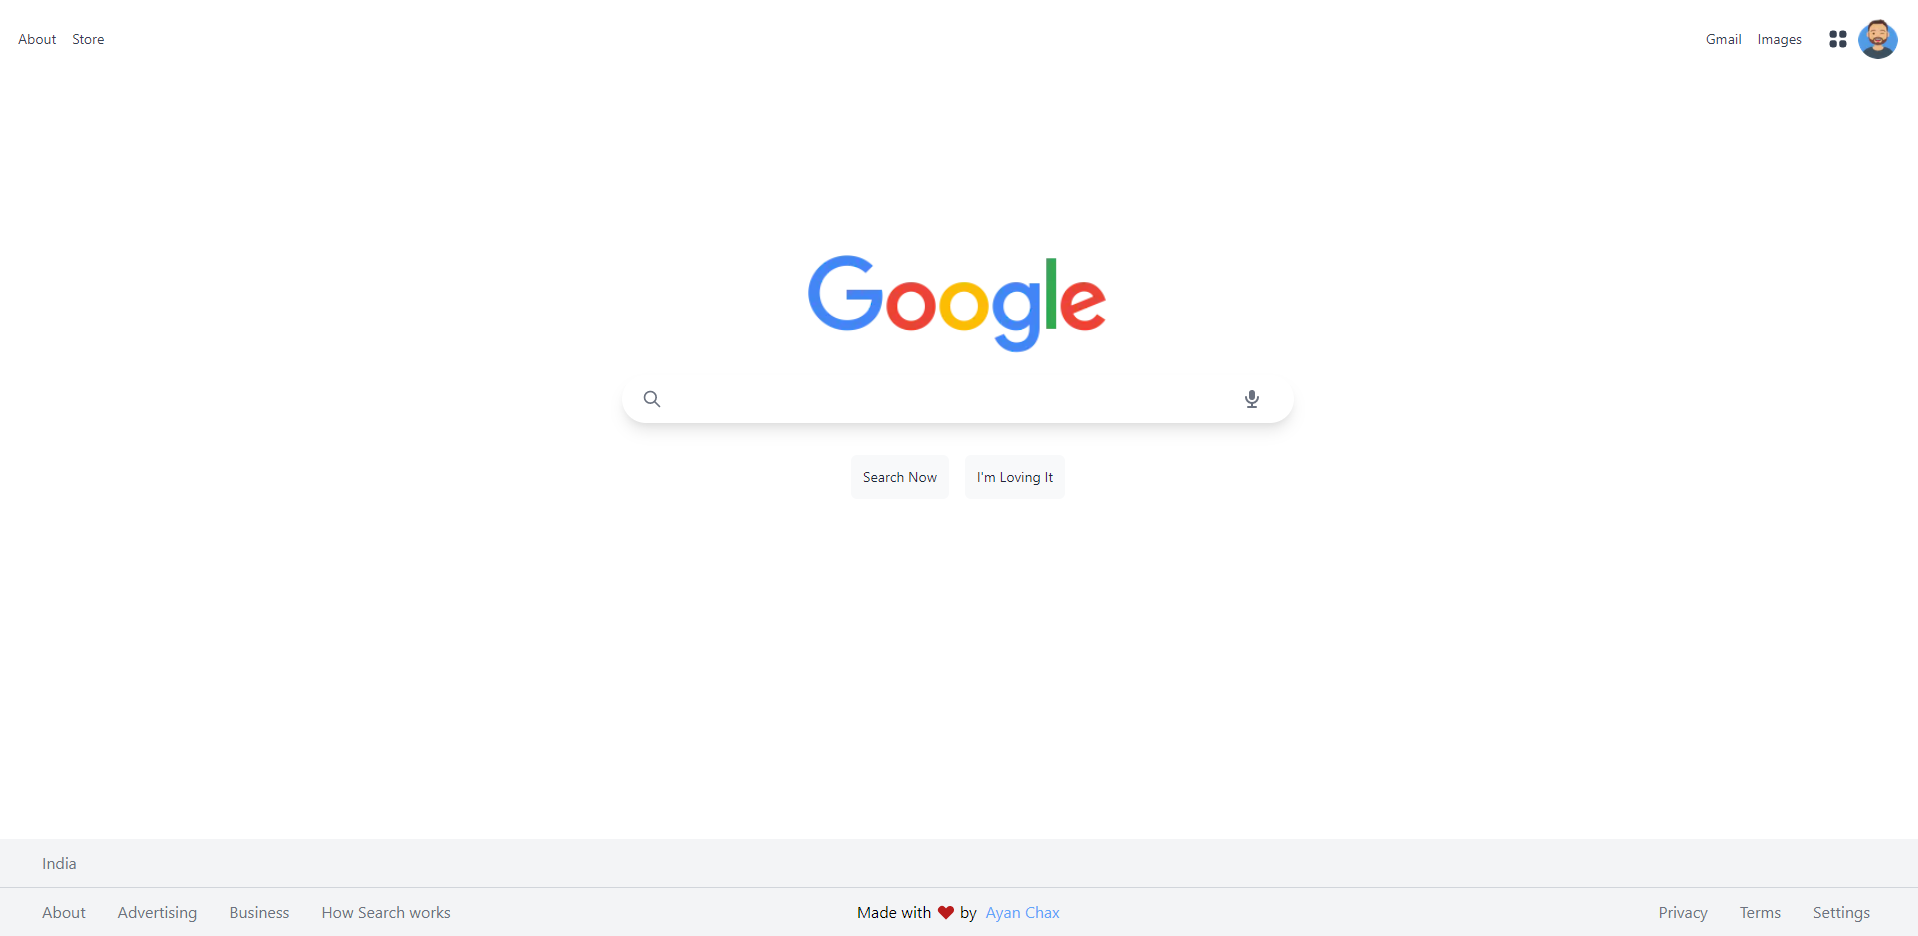 About Store Gmail Images
Google
Search Now I'm Loving It
India
About Advertising Business How Search works Made with ❤ by Ayan Chax Privacy Terms Settings